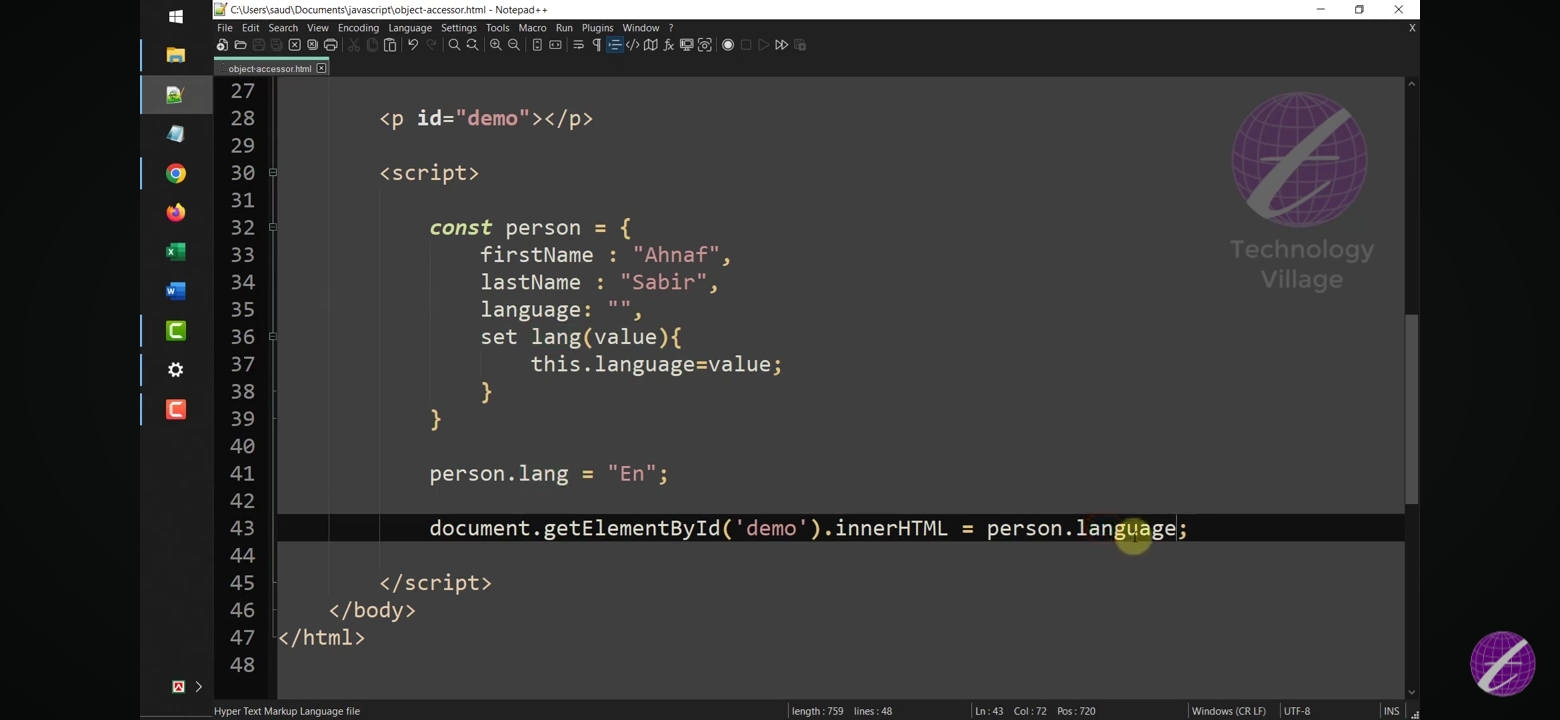 C:\Users\saud\Documents\javascript\object-accessor.html - Notepad++
File Edit Search View Encoding Language Settings Tools Macro Run Plugins Window ? X
object-accessor.html
27
28 <p id="demo"></p>
29
30 <script>
31
32 const person = {
33 firstName : "Ahnaf",
34 lastName : "Sabir",
35 language: "",
36 set lang(value){
37 this.language=value;
38 }
39 }
40
41 person.lang = "En";
42
43 document.getElementById('demo').innerHTML = person.language;
44
45 </script>
46 </body>
47 </html>
48
Technology
Village
Hyper Text Markup Language file length : 759 lines : 48 Ln : 43 Col : 72 Pos : 720 Windows (CR LF) UTF-8 INS